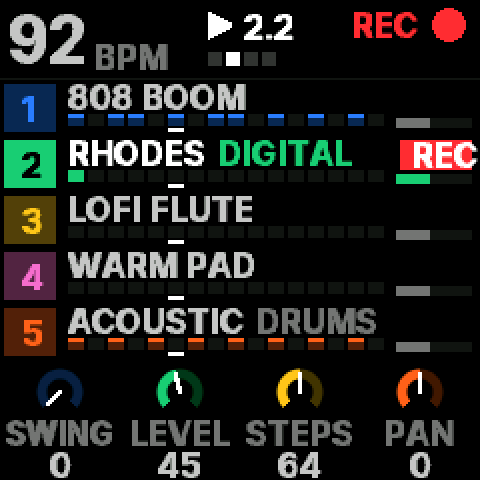 92 BPM 2.2 REC
1 808 BOOM
2 RHODES DIGITAL REC
3 LOFI FLUTE
4 WARM PAD
5 ACOUSTIC DRUMS
SWING LEVEL STEPS PAN
0 45 64 0